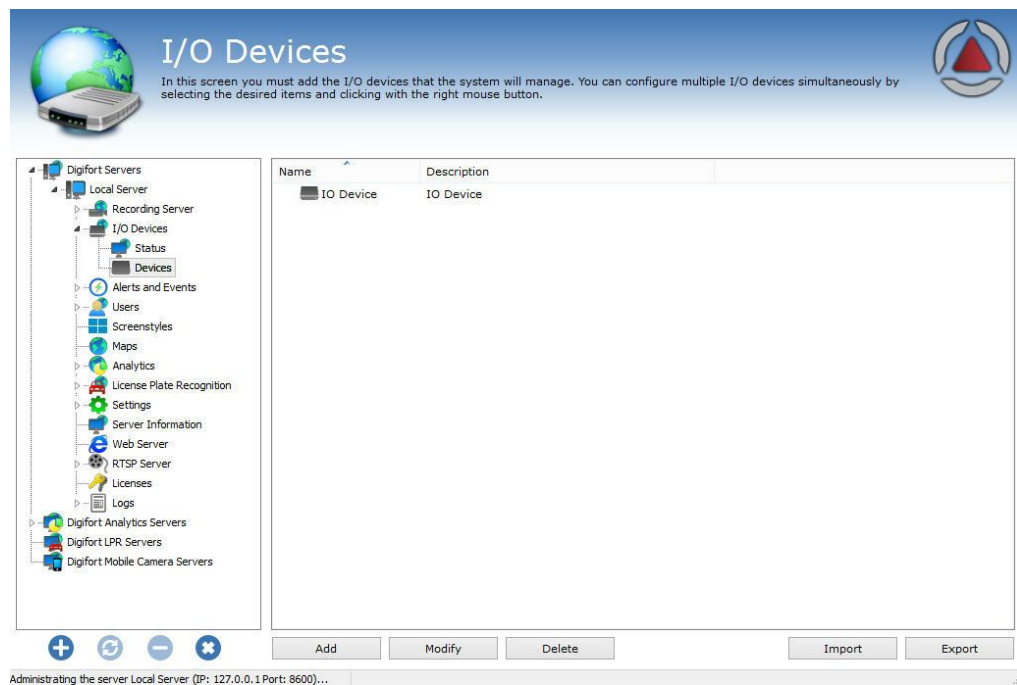 I/O Devices
In this screen you must add the I/O devices that the system will manage. You can configure multiple I/O devices simultaneously by
selecting the desired items and clicking with the right mouse button.
Digifort Servers
Local Server
Recording Server
I/O Devices
Status
Devices
Alerts and Events
Users
Screenstyles
Maps
Analytics
License Plate Recognition
Settings
Server Information
Web Server
RTSP Server
Licenses
Logs
Digifort Analytics Servers
Digifort LPR Servers
Digifort Mobile Camera Servers
Name Description
IO Device IO Device
Add Modify Delete Import Export
Administrating the server Local Server (IP: 127.0.0.1 Port: 8600)...